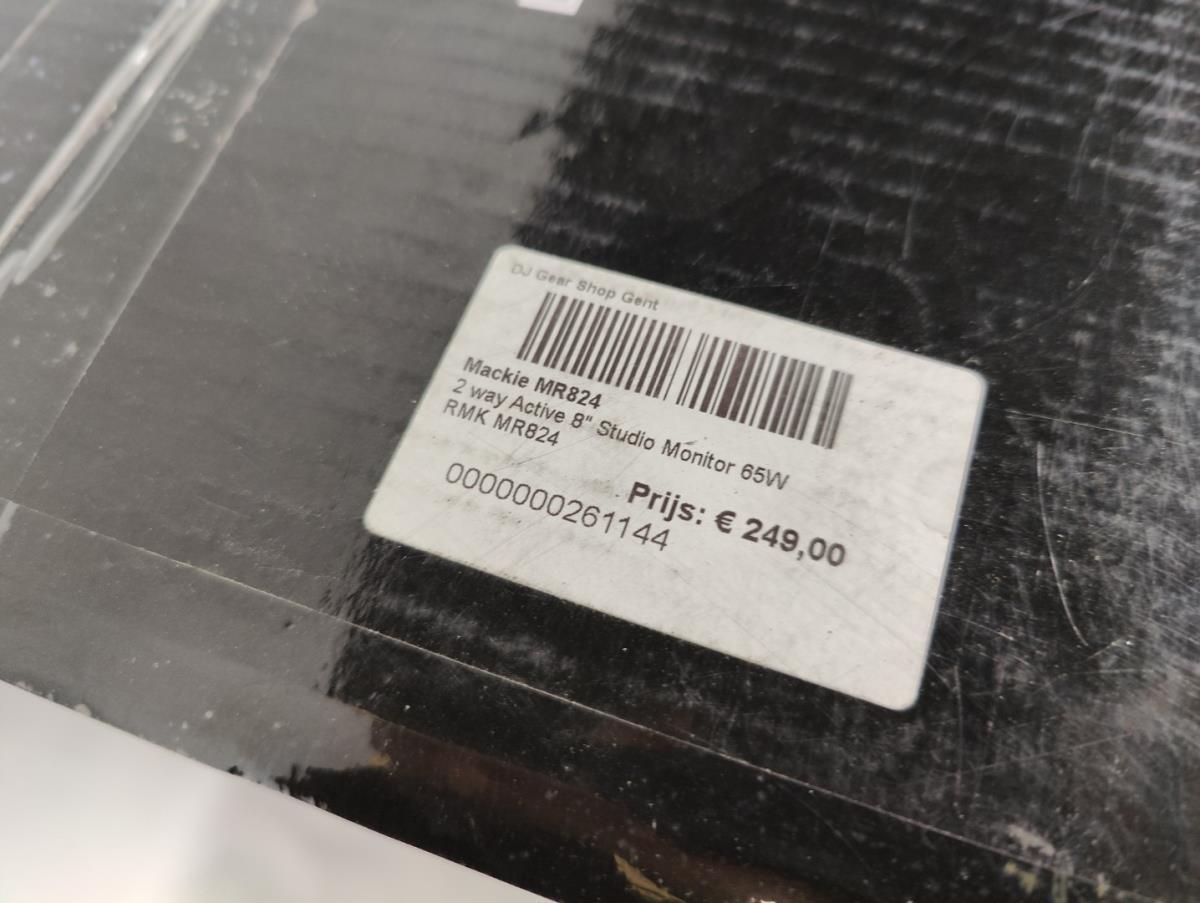 DJ Gear Shop Gent
Mackie MR824
2 way Active 8" Studio Monitor 65W
RMK MR824
Prijs: € 249,00
0000000261144